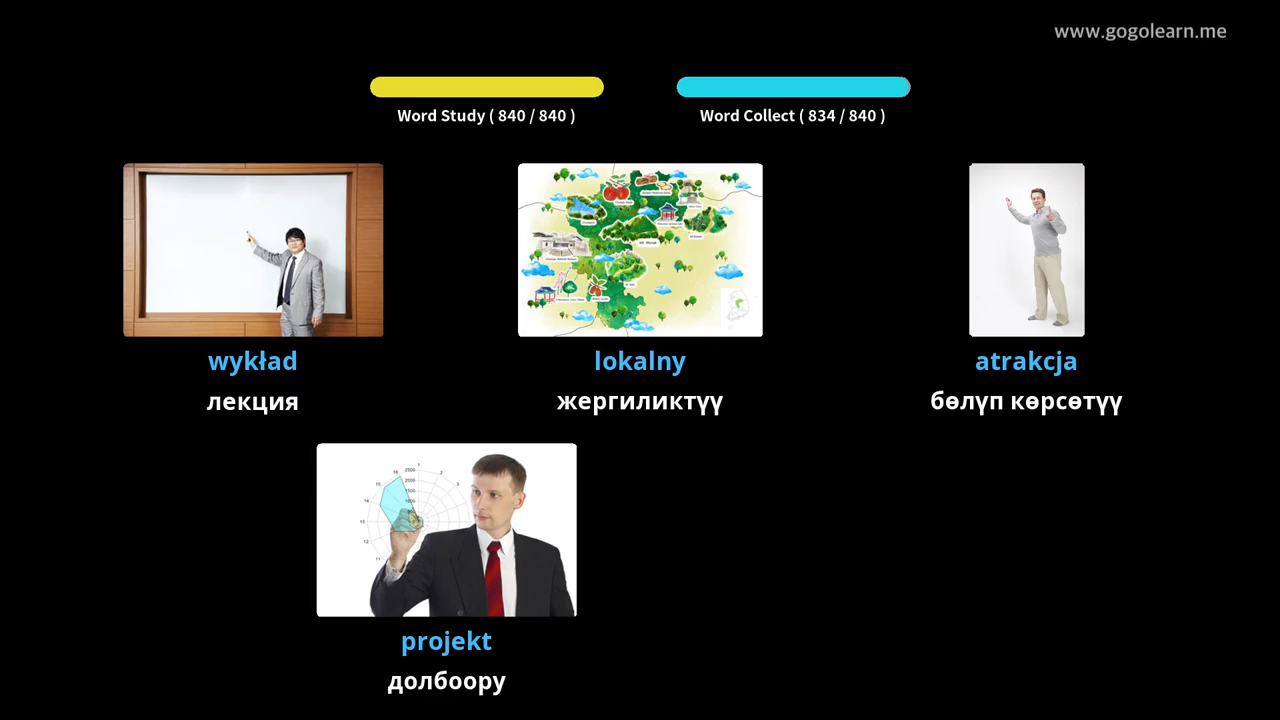 www.gogolearn.me
Word Study ( 840 / 840 )
Word Collect ( 834 / 840 )
wykład
лекция
lokalny
жергиликтүү
atrakcja
бөлүп көрсөтүү
projekt
долбоору